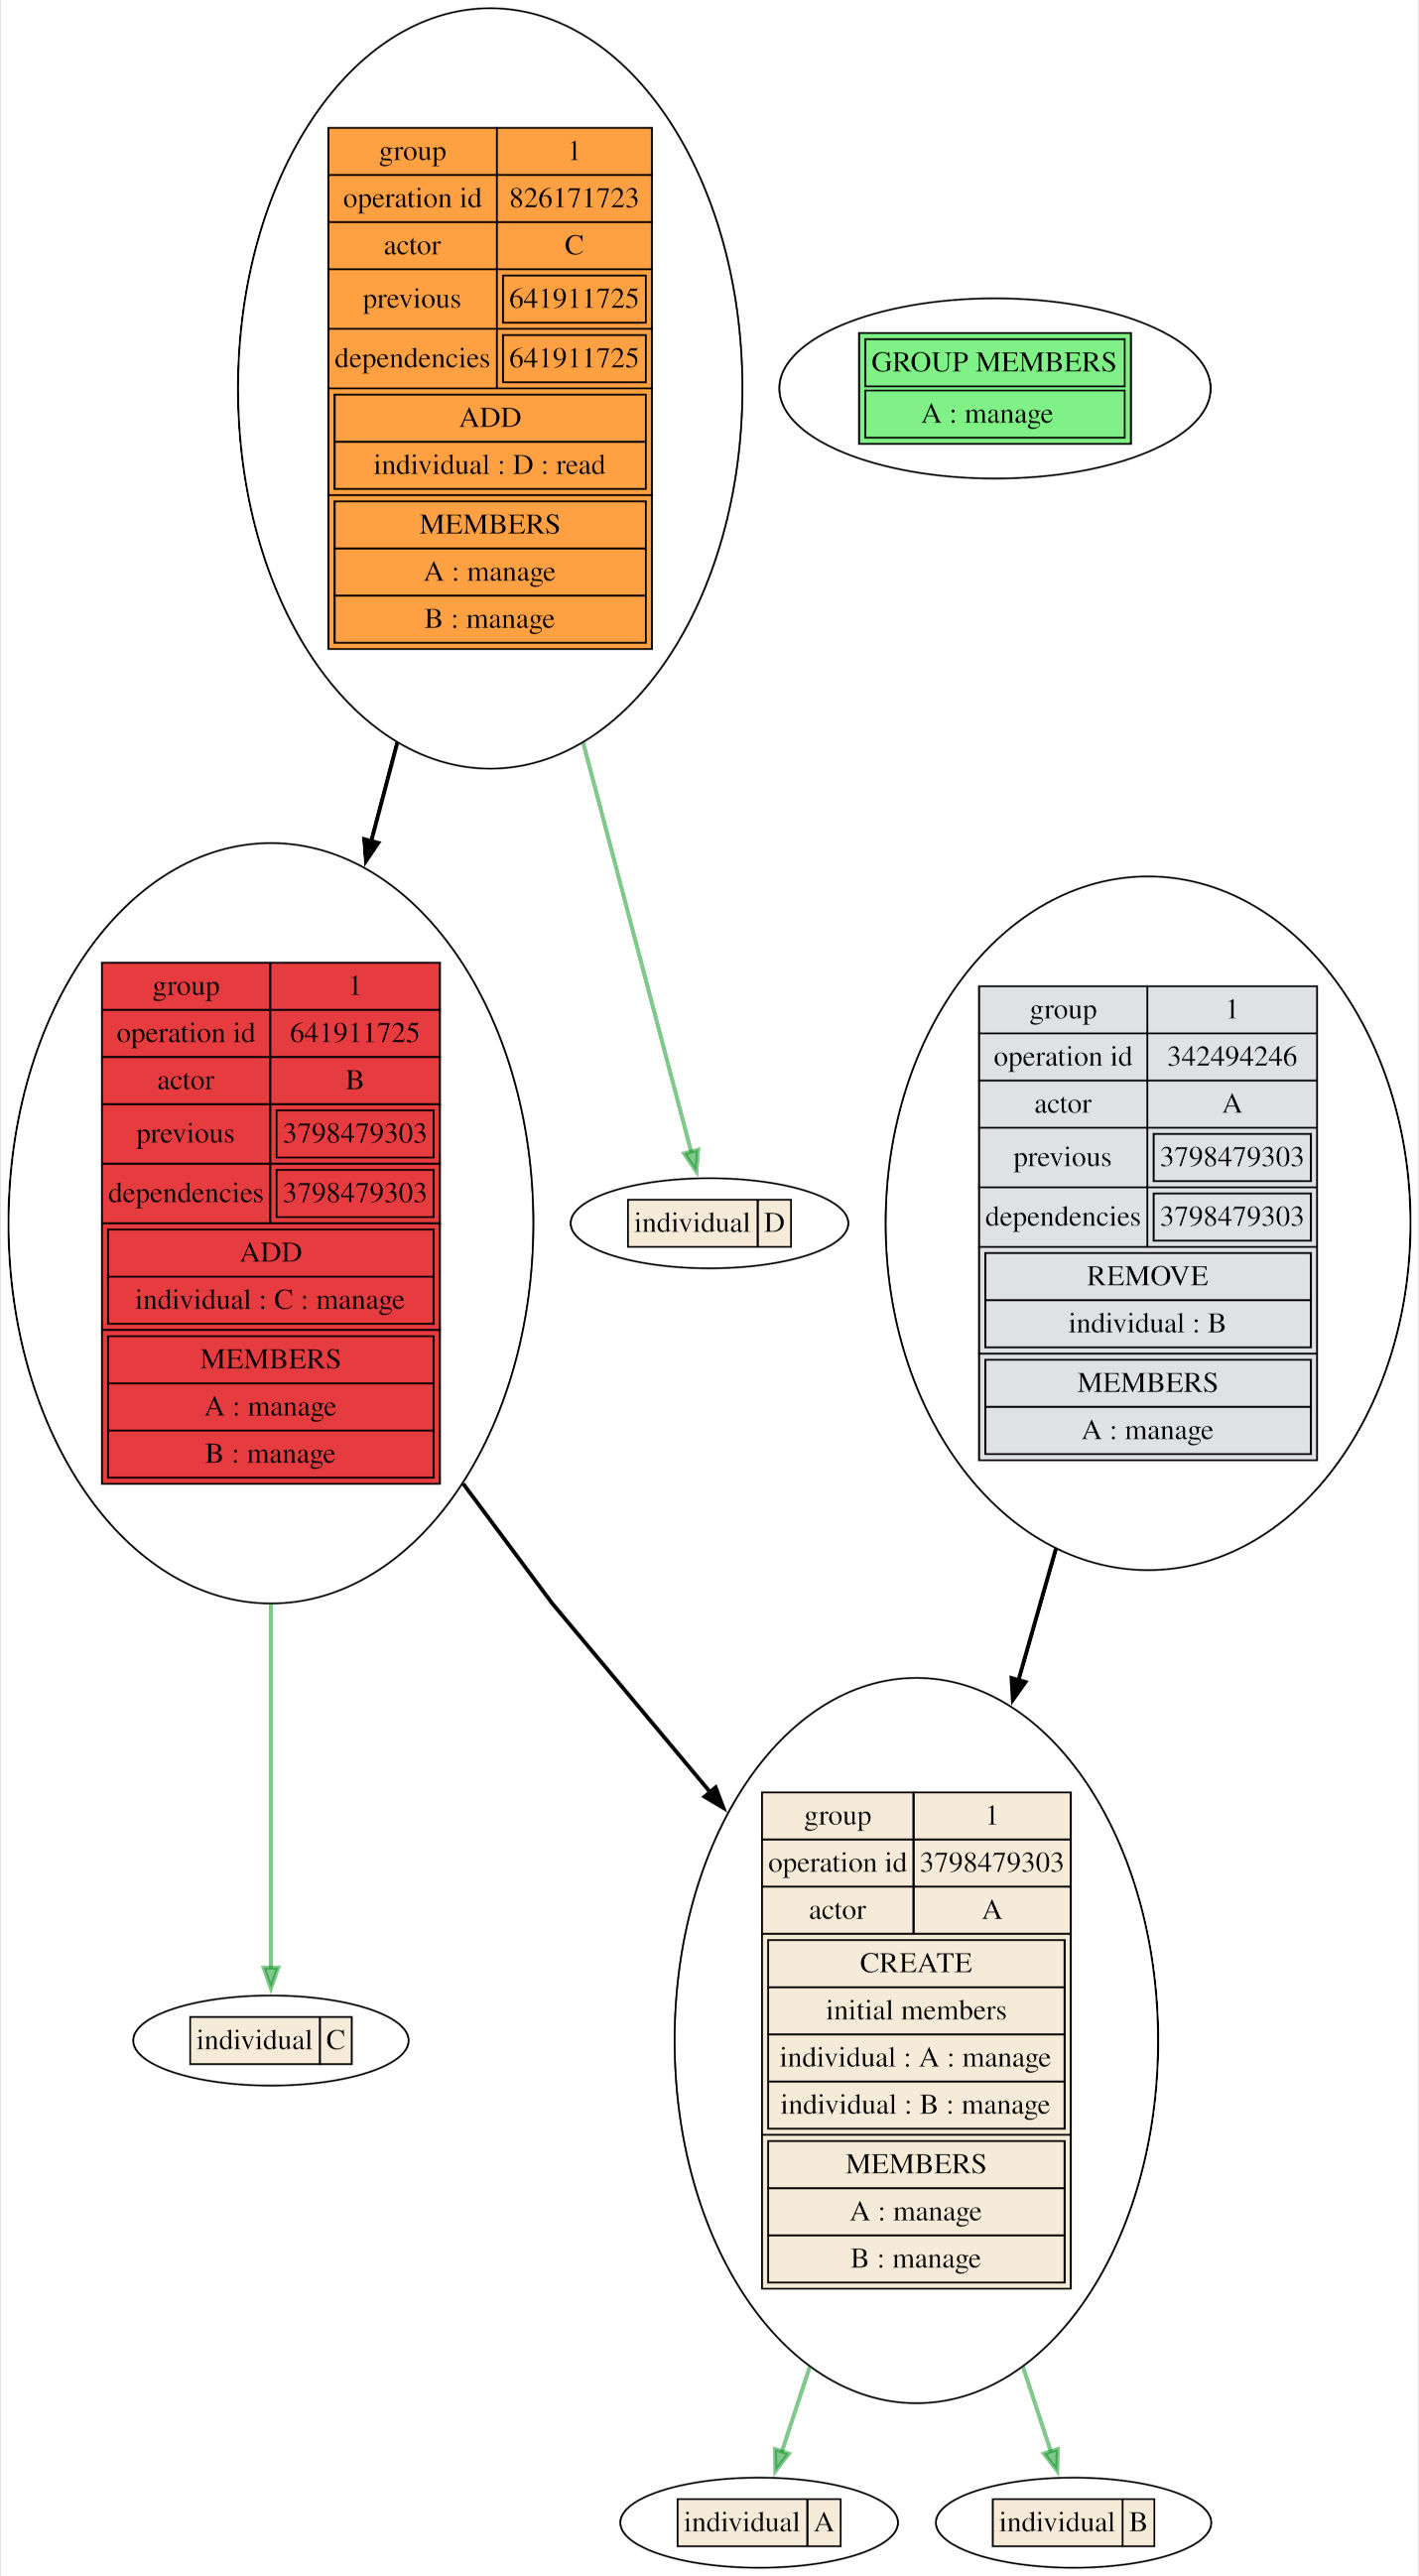 group 1
operation id 826171723
actor C
previous 641911725
dependencies 641911725
ADD
individual : D : read
MEMBERS
A : manage
B : manage
GROUP MEMBERS
A : manage
group 1
operation id 641911725
actor B
previous 3798479303
dependencies 3798479303
ADD
individual : C : manage
MEMBERS
A : manage
B : manage
individual D
group 1
operation id 342494246
actor A
previous 3798479303
dependencies 3798479303
REMOVE
individual : B
MEMBERS
A : manage
individual C
group 1
operation id 3798479303
actor A
CREATE
initial members
individual : A : manage
individual : B : manage
MEMBERS
A : manage
B : manage
individual A
individual B